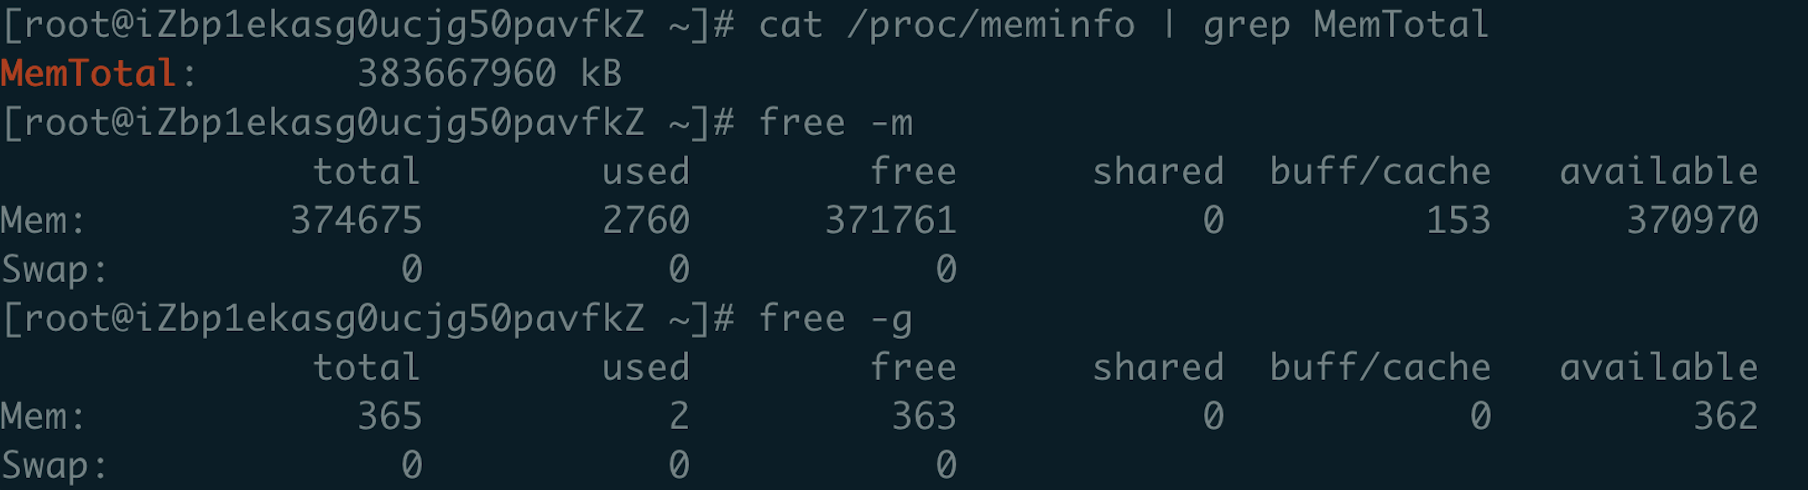 [root@iZbp1ekasg0ucjg50pavfkZ ~]# cat /proc/meminfo | grep MemTotal
MemTotal:       383667960 kB
[root@iZbp1ekasg0ucjg50pavfkZ ~]# free -m
              total        used        free      shared  buff/cache   available
Mem:         374675        2760      371761           0         153      370970
Swap:             0           0           0
[root@iZbp1ekasg0ucjg50pavfkZ ~]# free -g
              total        used        free      shared  buff/cache   available
Mem:            365           2         363           0           0         362
Swap:             0           0           0